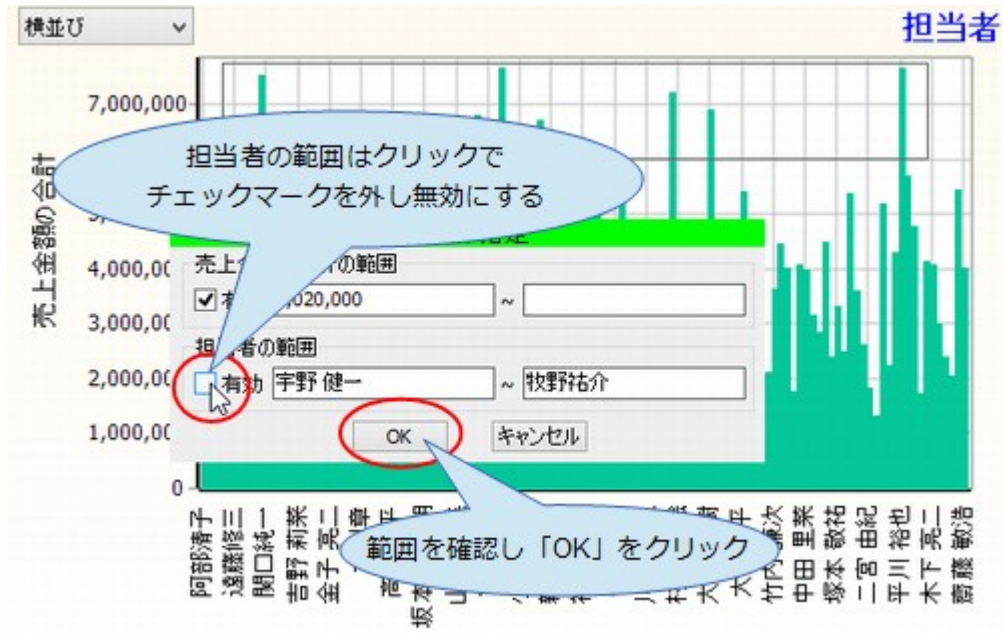 横並び
担当者
7,000,000
担当者の範囲はクリックで
チェックマークを外し無効にする
売上金額の合計
4,000,00
の範囲
,020,000
~
3,000,00
者の範囲
2,000,00
有効
宇野 健一
~
牧野祐介
1,000,00
OK
キャンセル
0
範囲を確認し「OK」をクリック
阿部清子
遠藤修三
関口純一
吉野 莉菜
金子 亮二
中田 里菜
塚本 敬祐
二宮 由紀
平川 裕也
木下 亮二
齋藤 敏浩